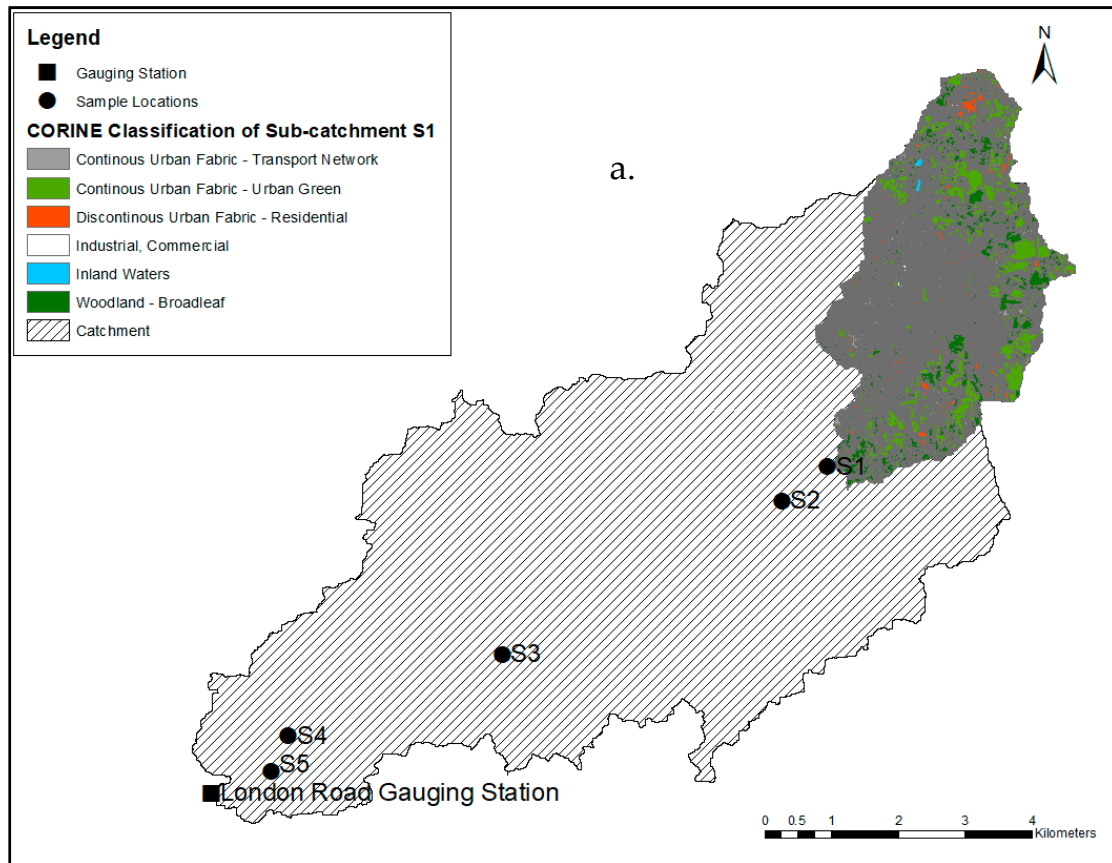 Legend
Gauging Station
Sample Locations
CORINE Classification of Sub-catchment S1
Continous Urban Fabric - Transport Network
Continous Urban Fabric - Urban Green
Discontinous Urban Fabric - Residential
Industrial, Commercial
Inland Waters
Woodland - Broadleaf
Catchment
N
a.
S1
S2
S3
S4
S5
London Road Gauging Station
0 0.5 1 2 3 4
Kilometers